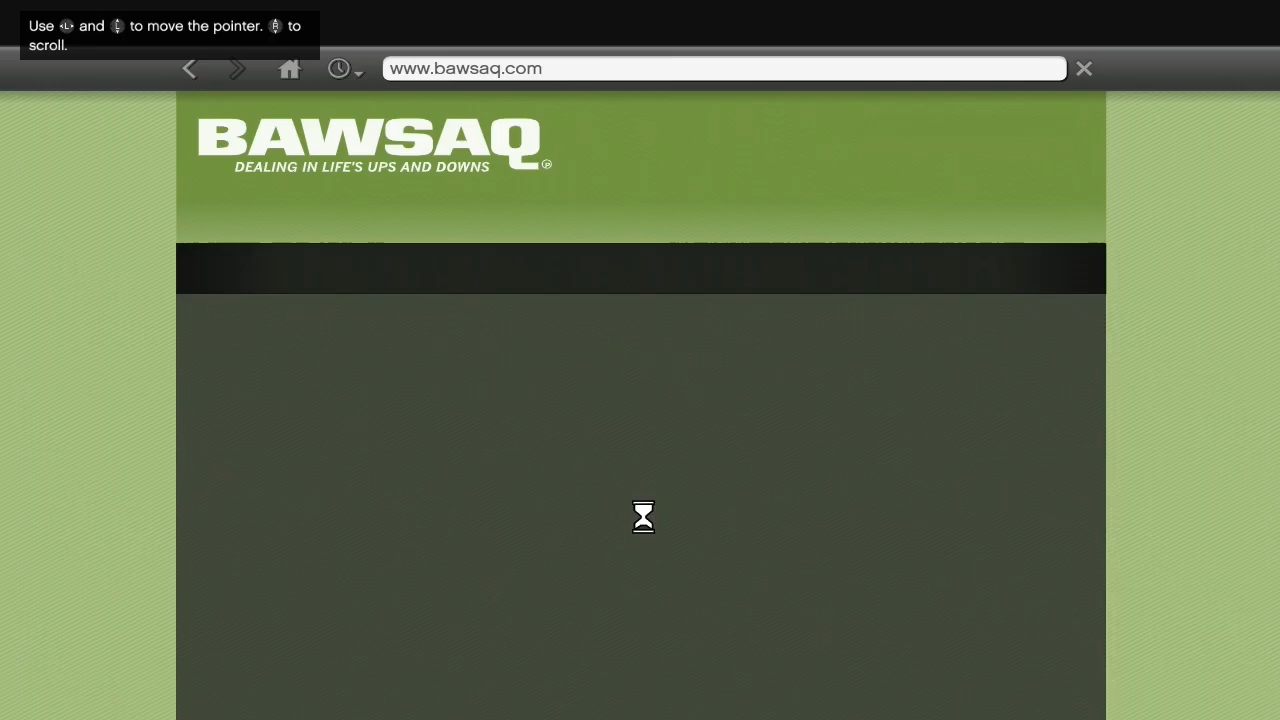 Use L and L to move the pointer. R to
scroll.
www.bawsaq.com
BAWSAQ
DEALING IN LIFE'S UPS AND DOWNS